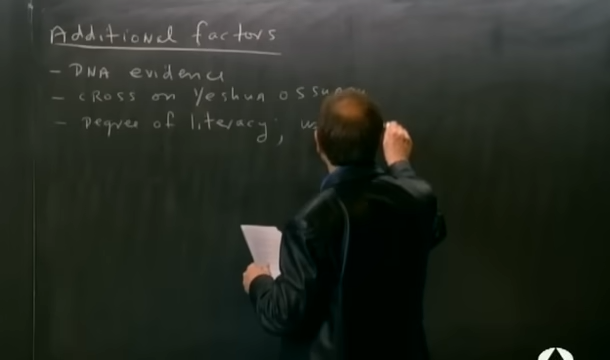 Additional factors
- DNA evidence
- cross on Yeshua ossuary
- Degree of literacy;